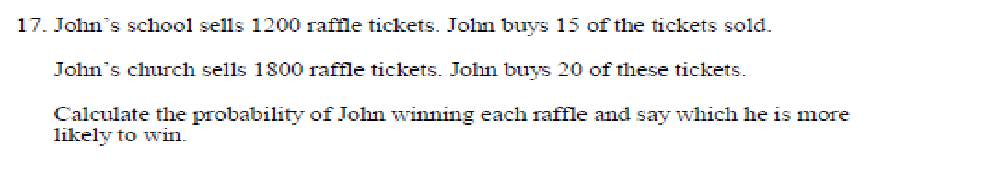 17. John's school sells 1200 raffle tickets. John buys 15 of the tickets sold.
John's church sells 1800 raffle tickets. John buys 20 of these tickets.
Calculate the probability of John winning each raffle and say which he is more
likely to win.